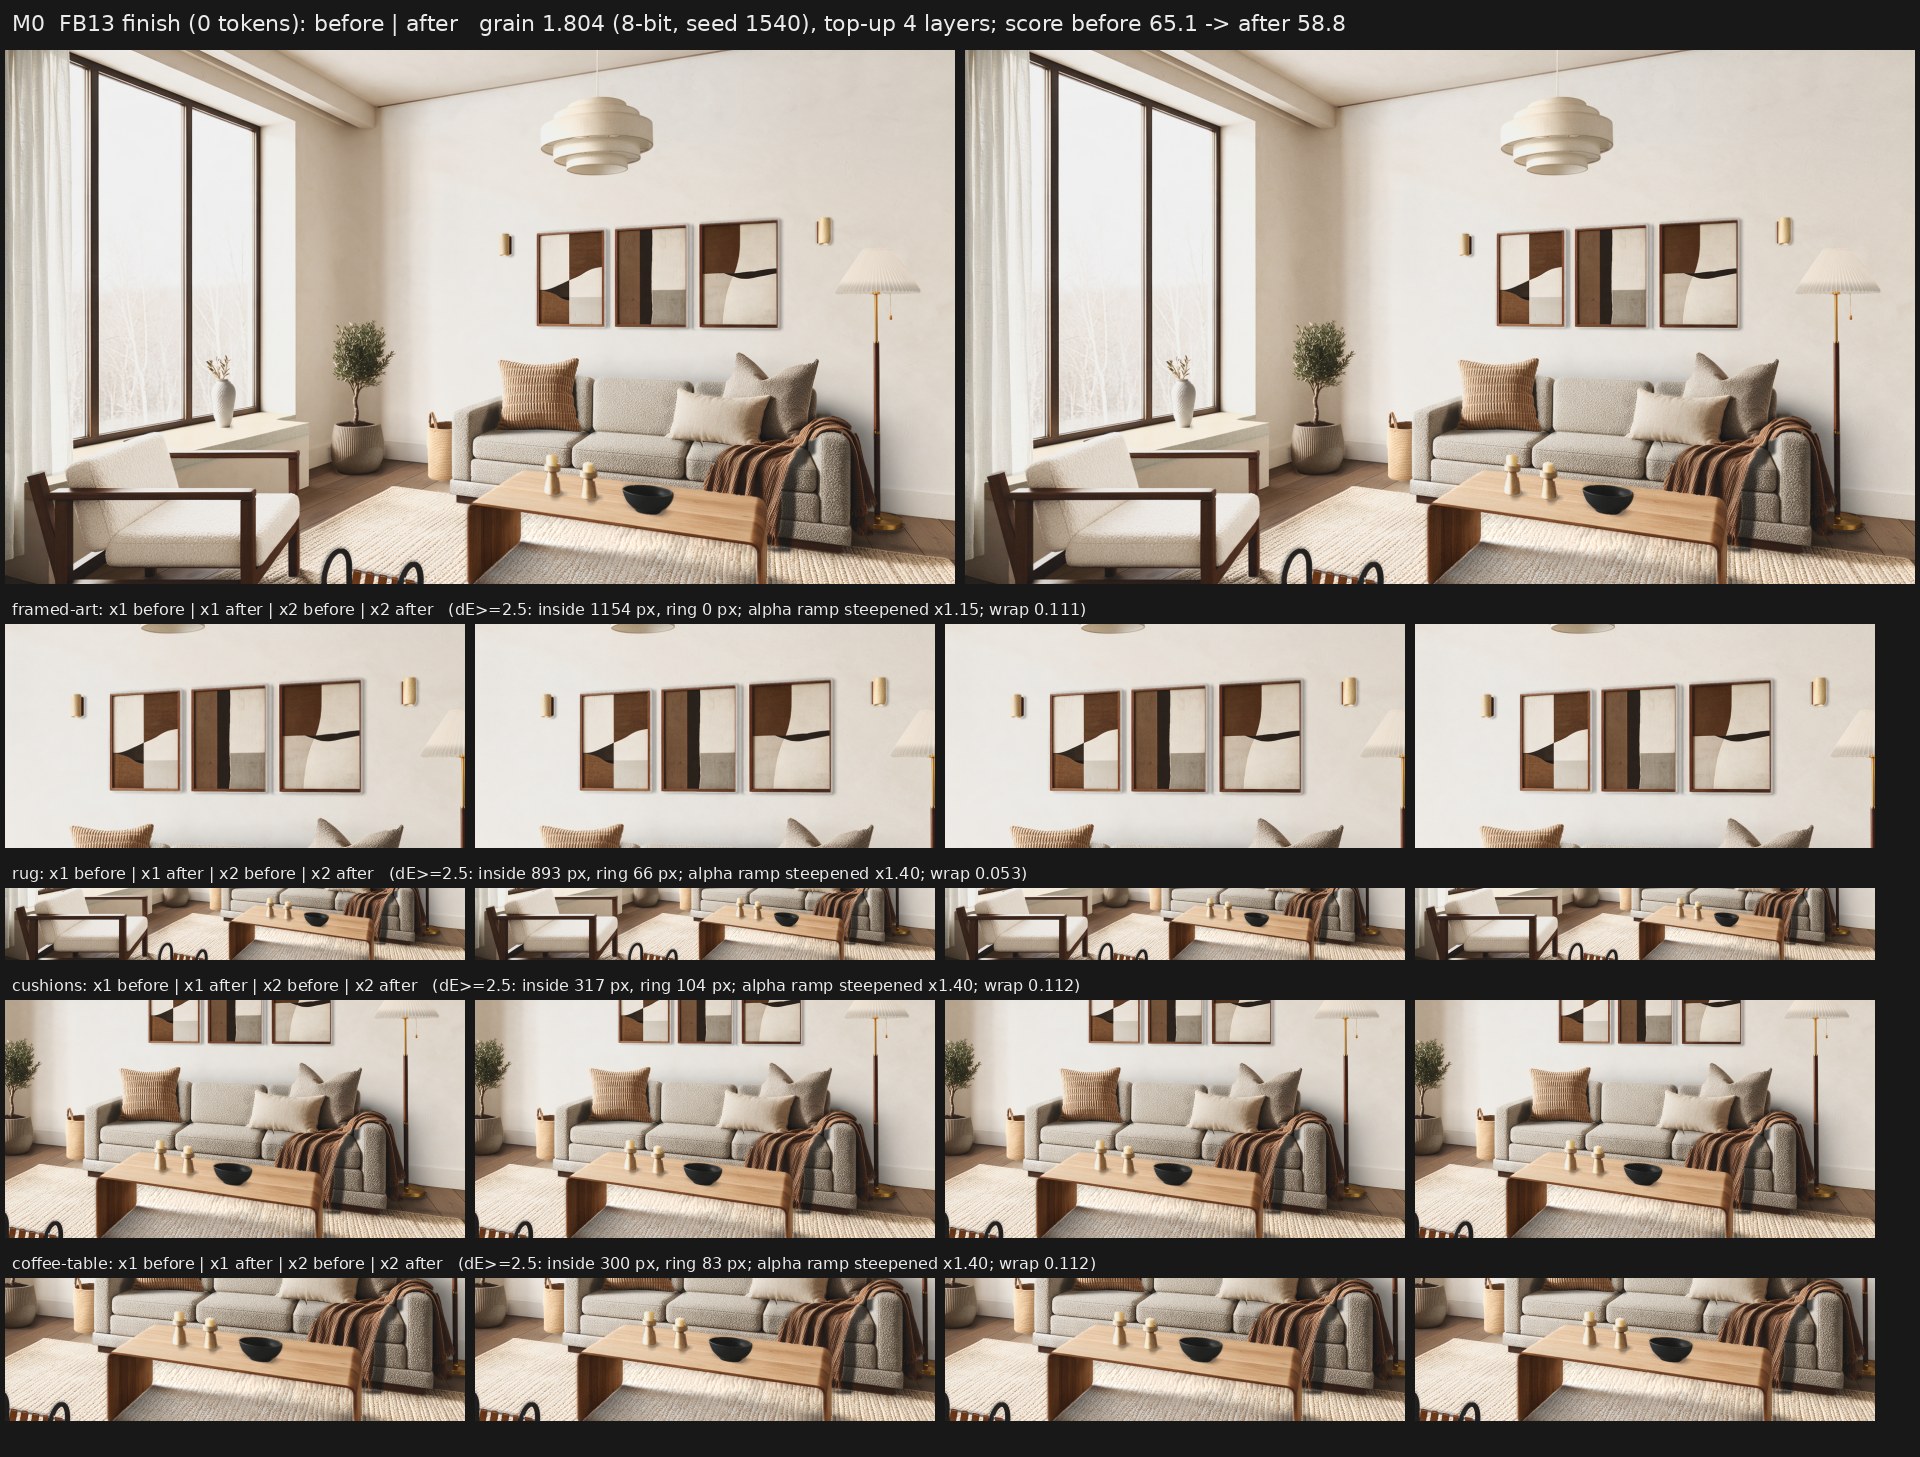 M0  FB13 finish (0 tokens): before | after   grain 1.804 (8-bit, seed 1540), top-up 4 layers; score before 65.1 -> after 58.8
framed-art: x1 before | x1 after | x2 before | x2 after   (dE>=2.5: inside 1154 px, ring 0 px; alpha ramp steepened x1.15; wrap 0.111)
rug: x1 before | x1 after | x2 before | x2 after   (dE>=2.5: inside 893 px, ring 66 px; alpha ramp steepened x1.40; wrap 0.053)
cushions: x1 before | x1 after | x2 before | x2 after   (dE>=2.5: inside 317 px, ring 104 px; alpha ramp steepened x1.40; wrap 0.112)
coffee-table: x1 before | x1 after | x2 before | x2 after   (dE>=2.5: inside 300 px, ring 83 px; alpha ramp steepened x1.40; wrap 0.112)